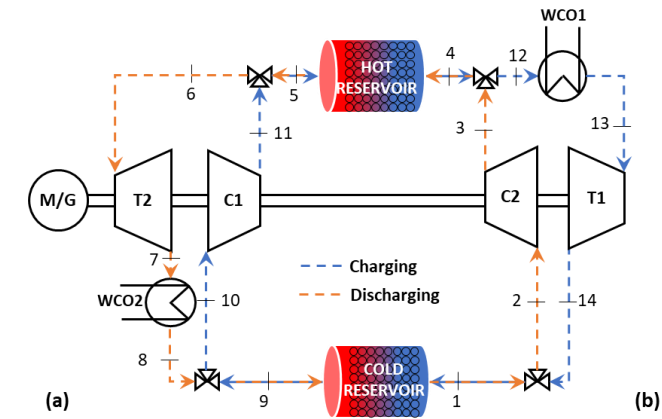 WCO1
HOT
RESERVOIR
4
12
6
5
3
11
13
M/G
T2
C1
C2
T1
7
Charging
Discharging
WCO2
10
2
14
8
COLD
RESERVOIR
9
1
(a)
(b)